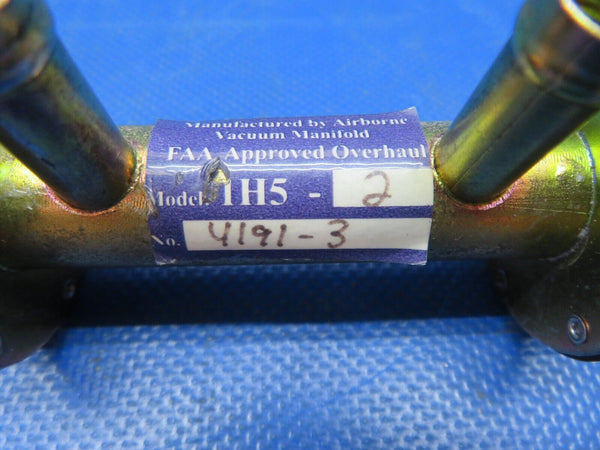 Manufactured by Airborne
Vacuum Manifold
FAA Approved Overhaul
Model. 1H5 - 2
No. 4191-3